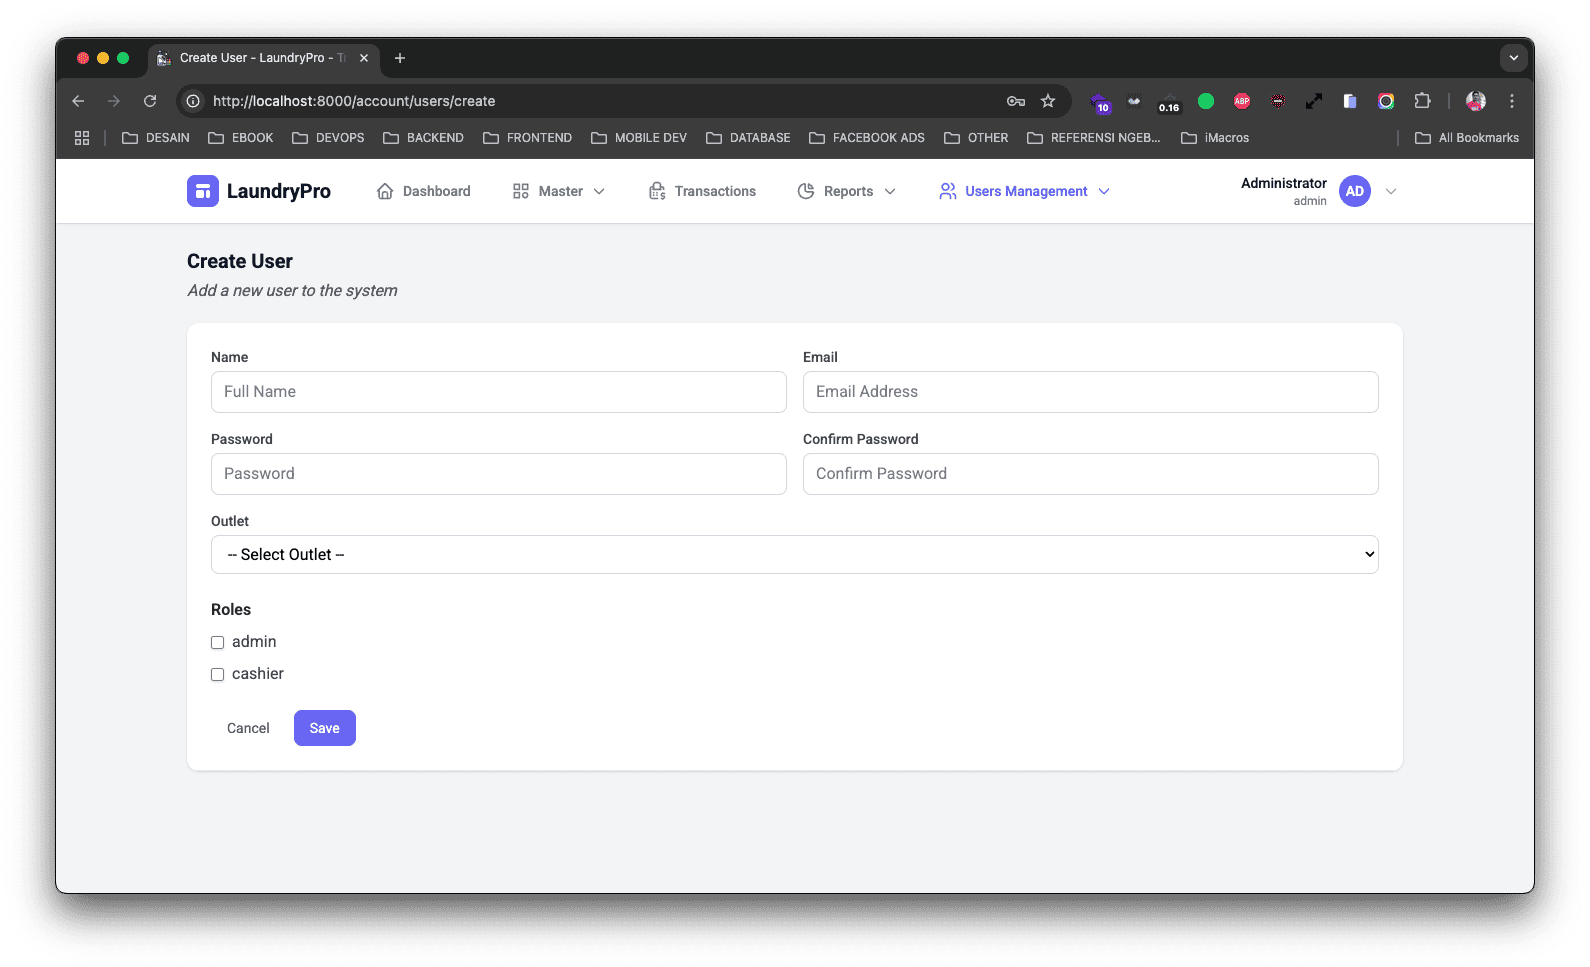 Create User - LaundryPro - T
http://localhost:8000/account/users/create
10
0.16
ABP
DESAIN
EBOOK
DEVOPS
BACKEND
FRONTEND
MOBILE DEV
DATABASE
FACEBOOK ADS
OTHER
REFERENSI NGEB...
iMacros
All Bookmarks
LaundryPro
Dashboard
Master
Transactions
Reports
Users Management
Administrator
admin
AD
Create User
Add a new user to the system
Name
Email
Full Name
Email Address
Password
Confirm Password
Password
Confirm Password
Outlet
-- Select Outlet --
Roles
admin
cashier
Cancel
Save